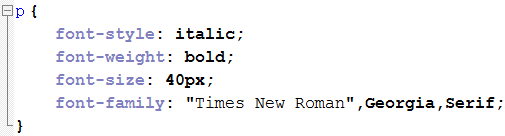 p {
font-style: italic;
font-weight: bold;
font-size: 40px;
font-family: "Times New Roman",Georgia,Serif;
}